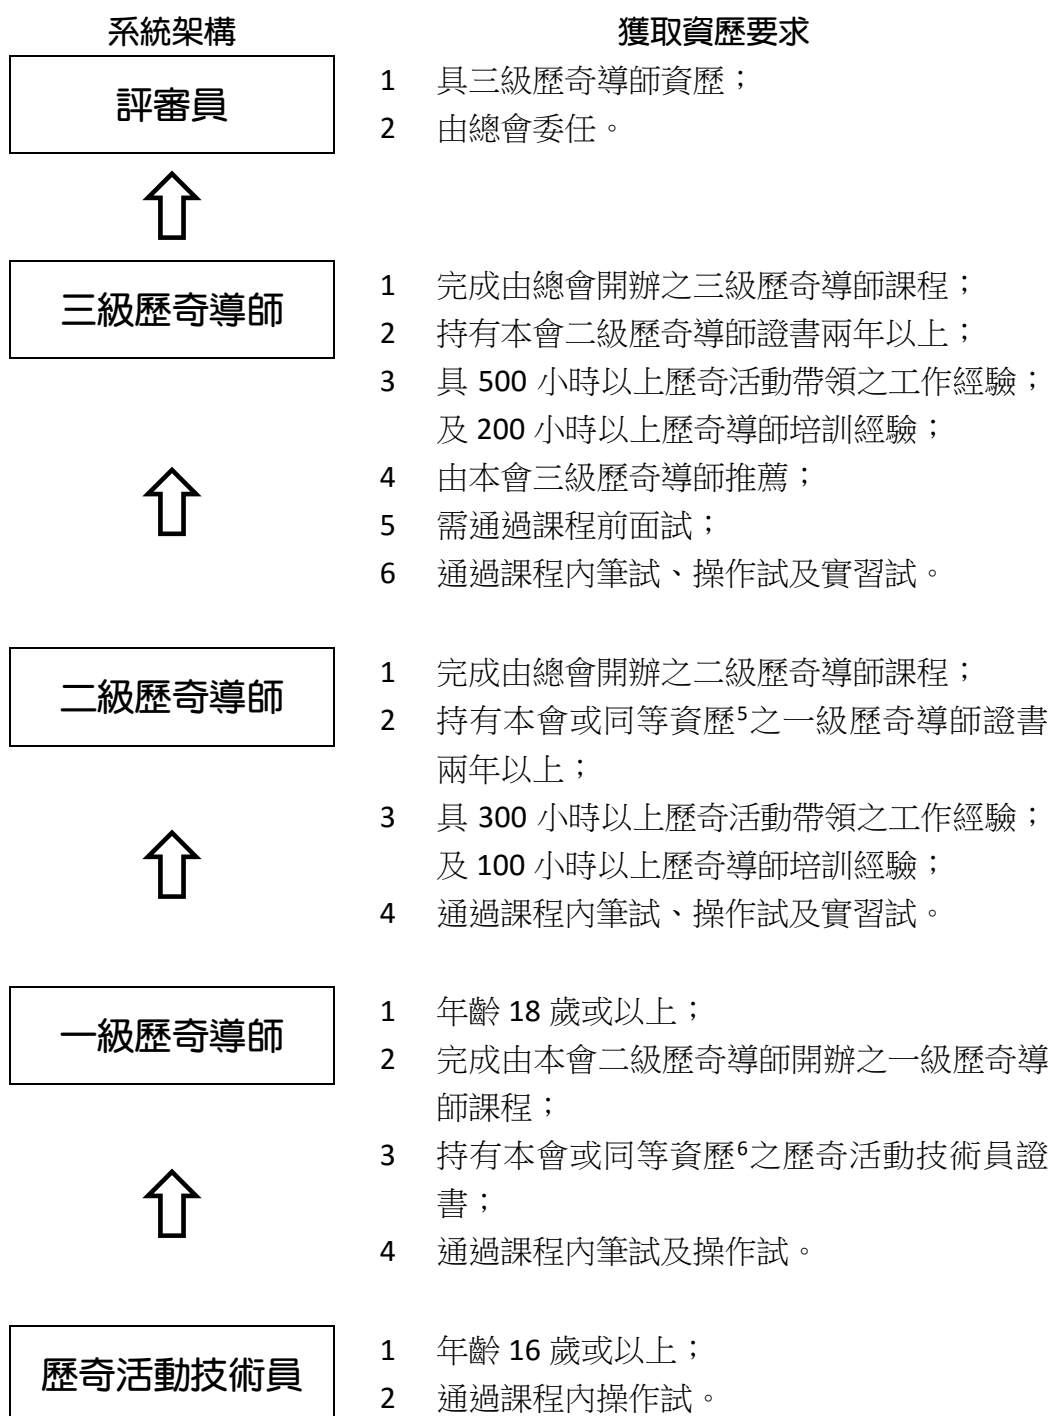 系統架構 獲取資歷要求
評審員
1 具三級歷奇導師資歷；
2 由總會委任。
三級歷奇導師
1 完成由總會開辦之三級歷奇導師課程；
2 持有本會二級歷奇導師證書兩年以上；
3 具 500 小時以上歷奇活動帶領之工作經驗；
及 200 小時以上歷奇導師培訓經驗；
4 由本會三級歷奇導師推薦；
5 需通過課程前面試；
6 通過課程內筆試、操作試及實習試。
二級歷奇導師
1 完成由總會開辦之二級歷奇導師課程；
2 持有本會或同等資歷⁵之一級歷奇導師證書
兩年以上；
3 具 300 小時以上歷奇活動帶領之工作經驗；
及 100 小時以上歷奇導師培訓經驗；
4 通過課程內筆試、操作試及實習試。
一級歷奇導師
1 年齡 18 歲或以上；
2 完成由本會二級歷奇導師開辦之一級歷奇導
師課程；
3 持有本會或同等資歷⁶之歷奇活動技術員證
書；
4 通過課程內筆試及操作試。
歷奇活動技術員
1 年齡 16 歲或以上；
2 通過課程內操作試。